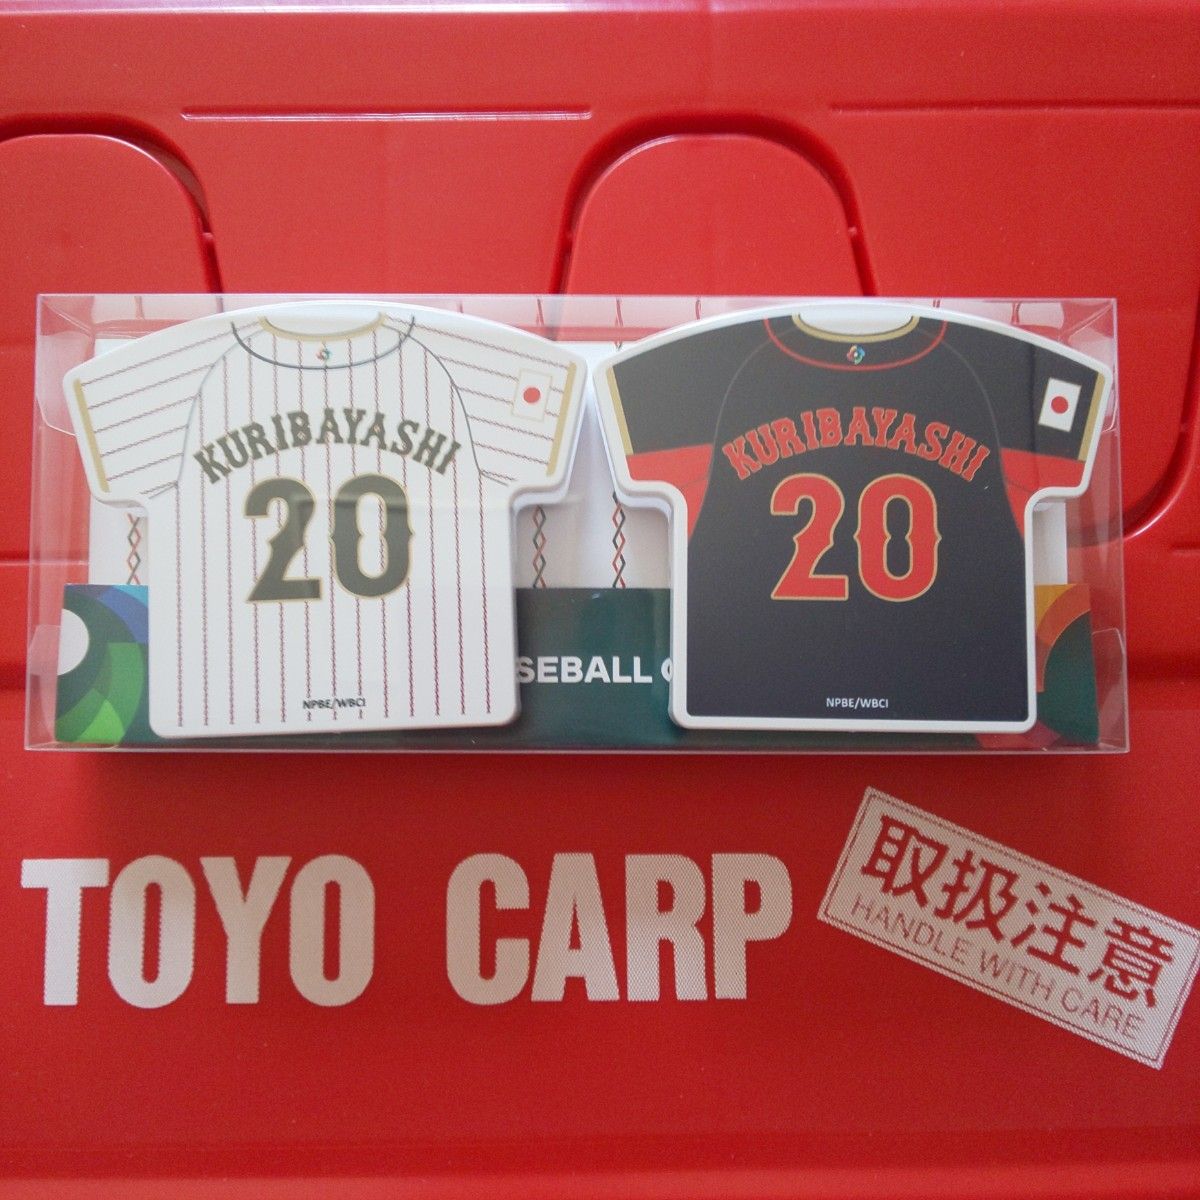 KURIBAYASHI
20
NPBE/WBCI
KURIBAYASHI
20
NPBE/WBCI
SEBALL
TOYO CARP
取扱注意
HANDLE WITH CARE